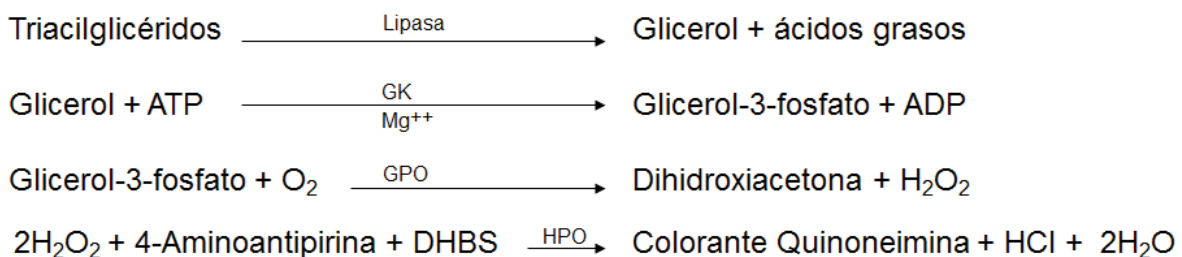 Triacilglicéridos Lipasa Glicerol + ácidos grasos
Glicerol + ATP GK Mg++ Glicerol-3-fosfato + ADP
Glicerol-3-fosfato + O₂ GPO Dihidroxiacetona + H₂O₂
2H₂O₂ + 4-Aminoantipirina + DHBS HPO Colorante Quinoneimina + HCl + 2H₂O